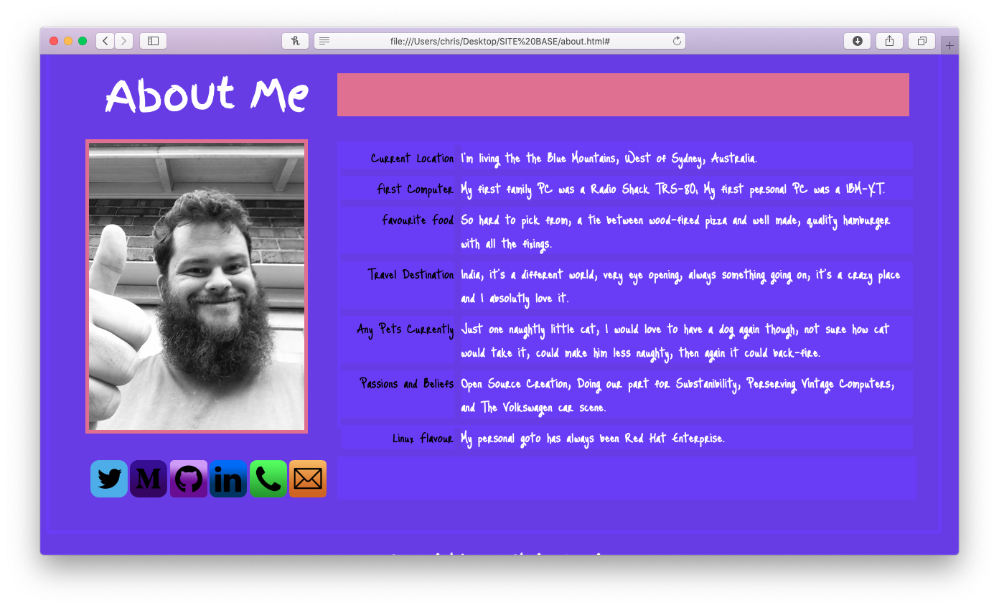 file:///Users/chris/Desktop/SITE%20BASE/about.html#
About Me
Current Location I'm living the the Blue Mountains, West of Sydney, Australia.
First Computer My first family PC was a Radio Shack TRS-80; My first personal PC was a IBM-XT.
Favourite Food So hard to pick from, a tie between wood-fired pizza and well made, quality hamburger
with all the fixings.
Travel Destination India, it's a different world, very eye opening, always something going on, it's a crazy place
and I absolutly love it.
Any Pets Currently Just one naughtly little cat, I would love to have a dog again though, not sure how cat
would take it, could make him less naughty, then again it could back-fire.
Passions and Beliefs Open Source Creation, Doing our part for Substanibility, Perserving Vintage Computers,
and The Volkswagen car scene.
Linux Flavour My personal goto has always been Red Hat Enterprise.
M in